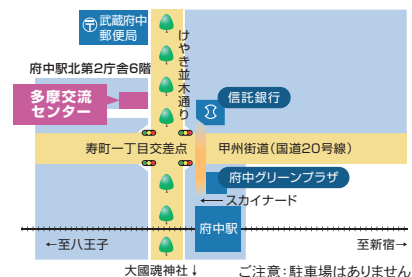 〒武蔵府中
郵便局
けやき並木通り
府中駅北第2庁舎6階
多摩交流
センター
信託銀行
寿町一丁目交差点
甲州街道(国道20号線)
府中グリーンプラザ
←スカイナード
府中駅
←至八王子
至新宿→
大國魂神社↓
ご注意:駐車場はありません